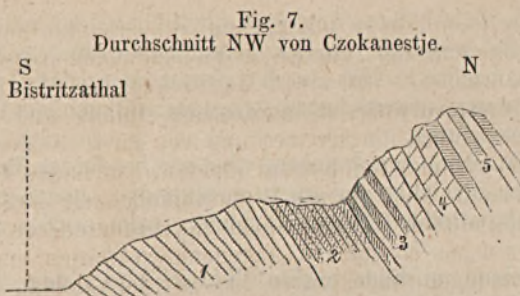 Fig. 7.
Durchschnitt NW von Czokanestje.
S N
Bistritzathal
1 2 3 4 5